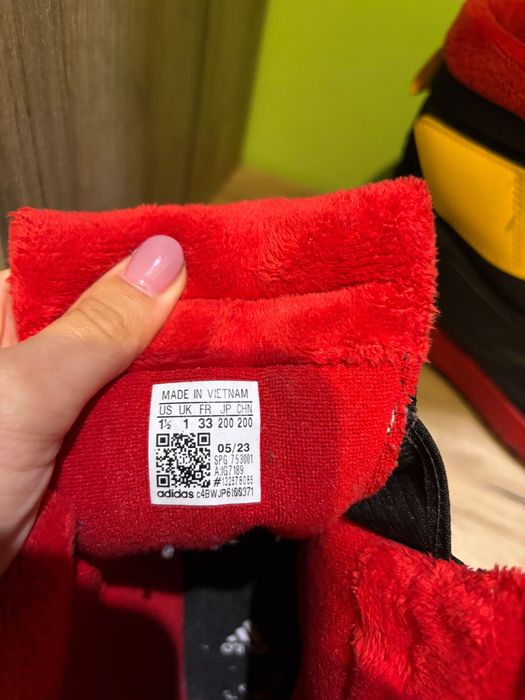 MADE IN VIETNAM
US UK FR JP CHN
1½ 1 33 200 200
05/23
SPG 753001
A:IG7189
adidas